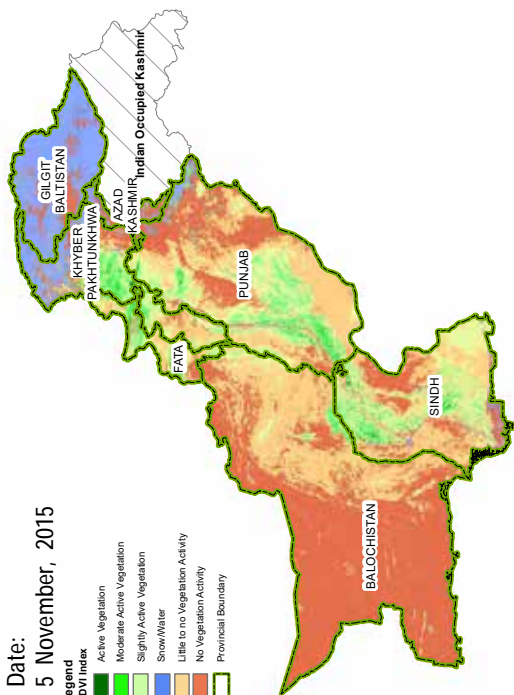 Date:
5 November, 2015
egend
DVI Index
Active Vegetation
Moderate Active Vegetation
Slightly Active Vegetation
Snow/Water
Little to no Vegetation Activity
No Vegetation Activity
Provincial Boundary
GILGIT
BALTISTAN
KHYBER
PAKHTUNKHWA
AZAD
KASHMIR
Indian Occupied Kashmir
FATA
PUNJAB
BALOCHISTAN
SINDH